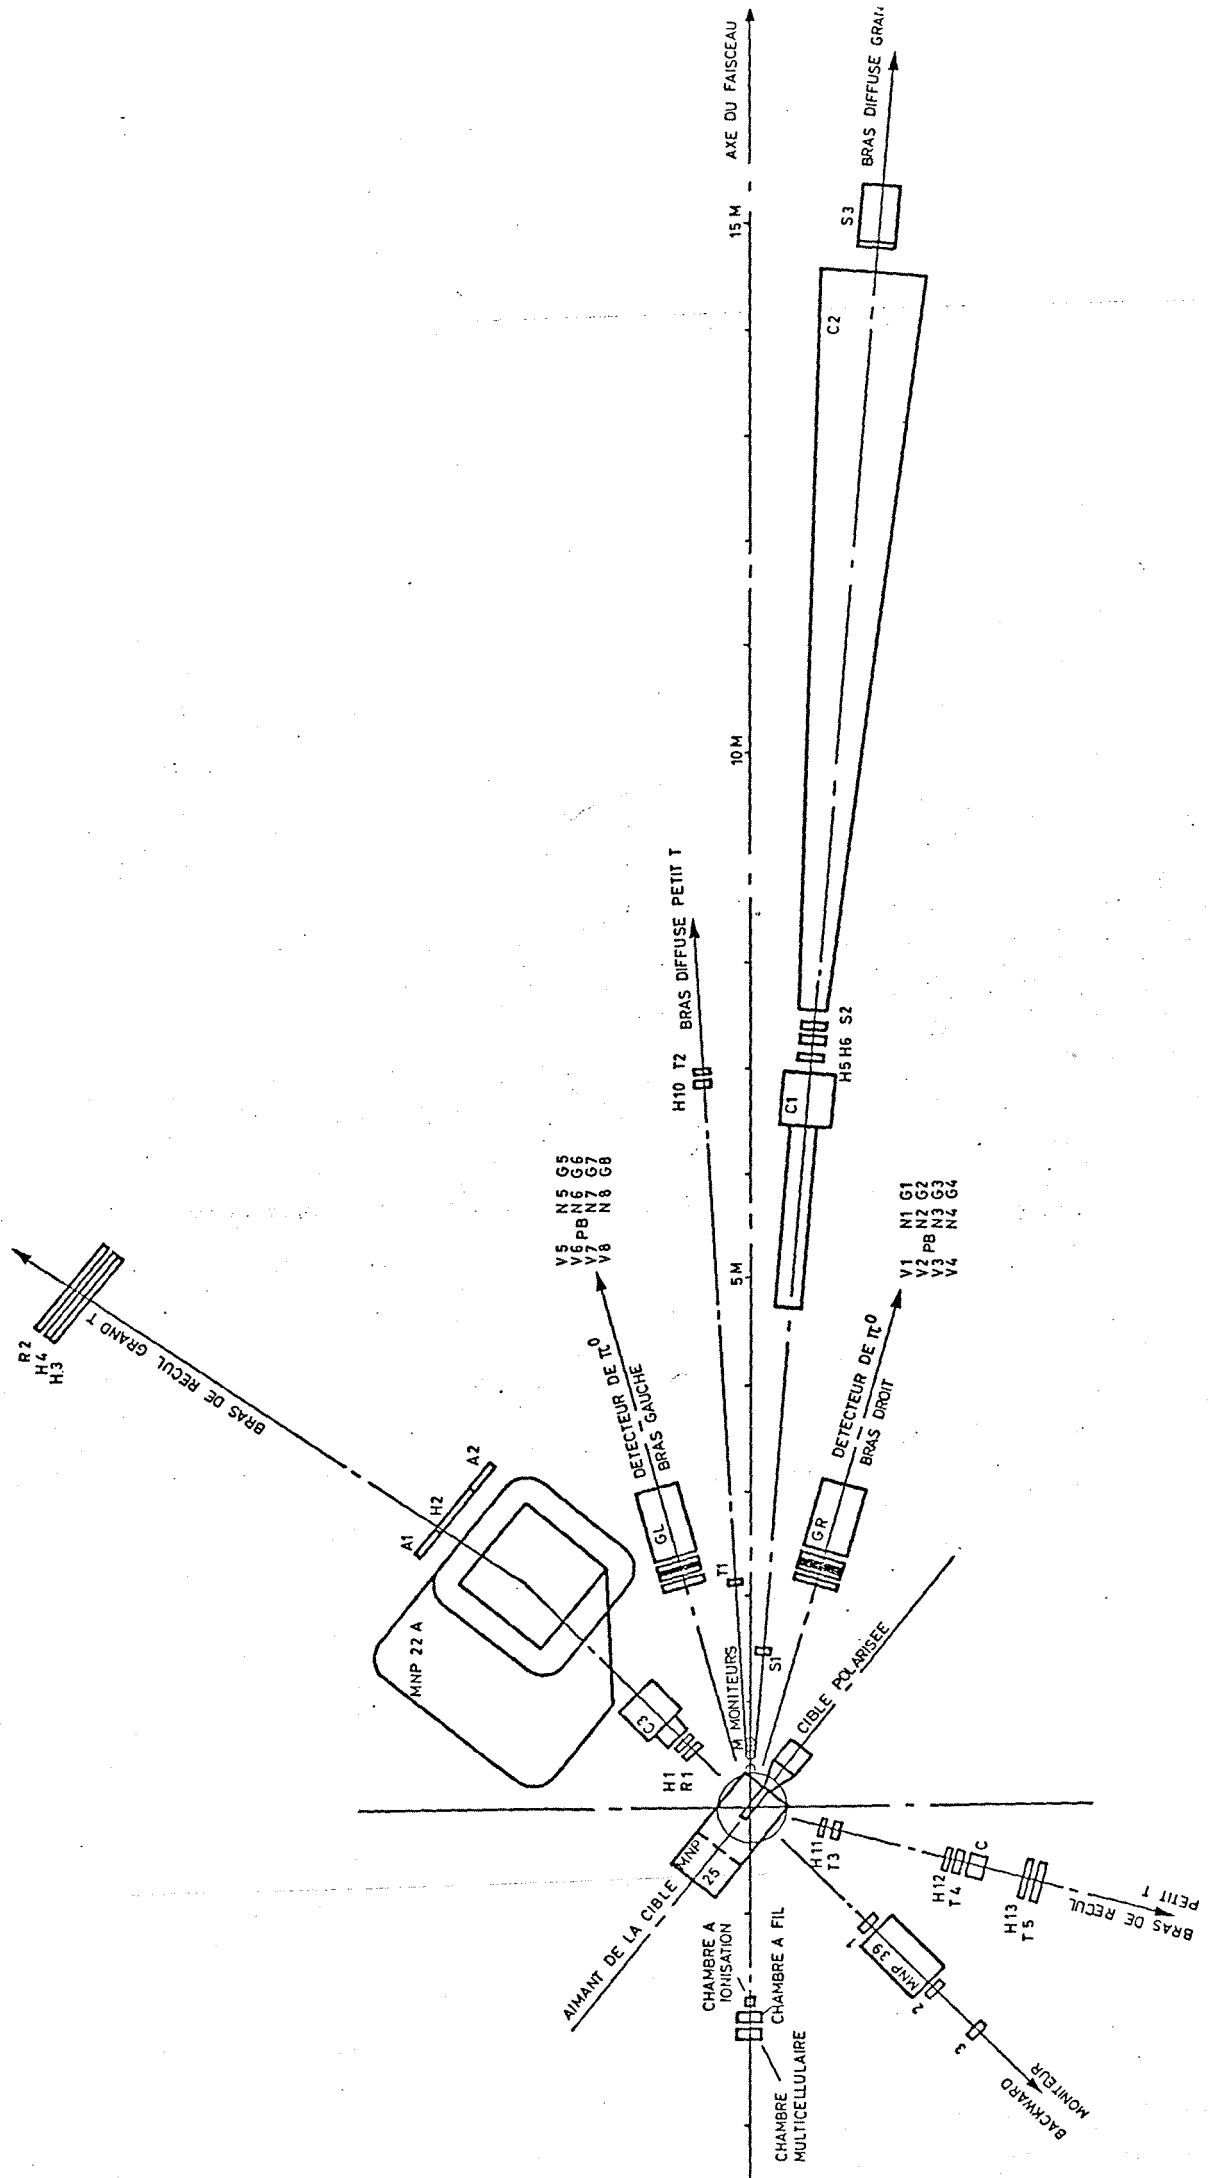 AXE DU FAISCEAU
BRAS DIFFUSE GRAN
S3
15 M
C2
10 M
BRAS DIFFUSE PETIT T
H10 T2
H5 H6 S2
C1
V5 N5 G5
V6 PB N6 G6
V7 N7 G7
V8 N8 G8
V1 N1 G1
V2 PB N2 G2
V3 N3 G3
V4 N4 G4
5 M
R2
H4
H3
BRAS DE RECUL GRAND T
DETECTEUR DE π⁰
BRAS GAUCHE
DETECTEUR DE π⁰
BRAS DROIT
A1 H2 A2
GL
GR
T1
MNP 22 A
S1
M MONITEURS
CIBLE POLARISEE
C3
H1
R1
AIMANT DE LA CIBLE
MNP
25
H11
T3
H12
T4
C
H13
T5
BRAS DE RECUL
PETIT T
CHAMBRE A
IONISATION
CHAMBRE A FIL
CHAMBRE
MULTICELLULAIRE
1
MNP 39
2
3
BACKWARD
MONITEUR